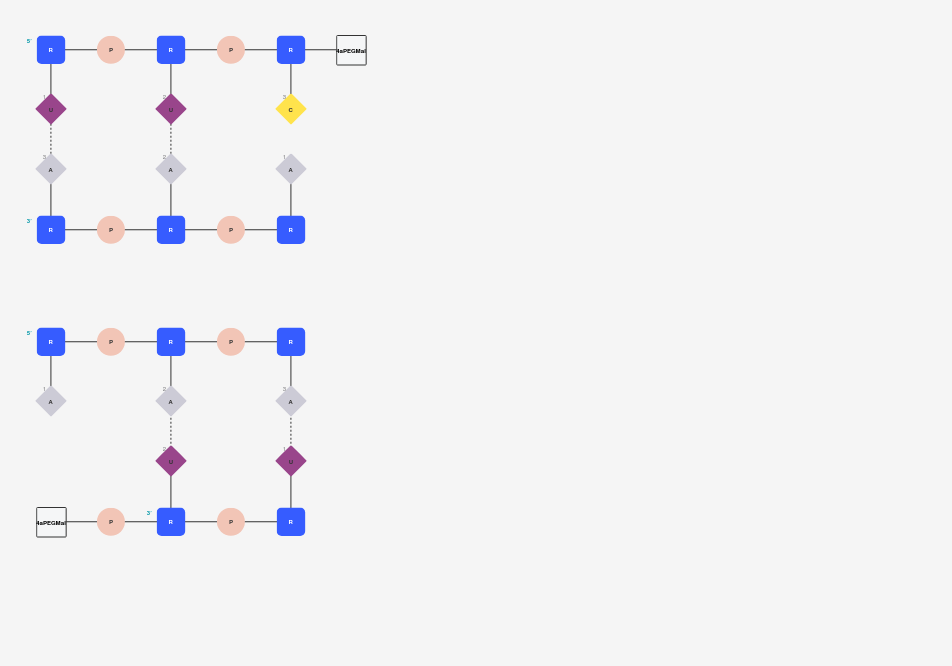 5' R P R P R 4aPEGMal
1 U 2 U 3 C
3 A 2 A 1 A
3' R P R P R
5' R P R P R
1 A 2 A 3 A
2 U 1 U
4aPEGMal P 3' R P R